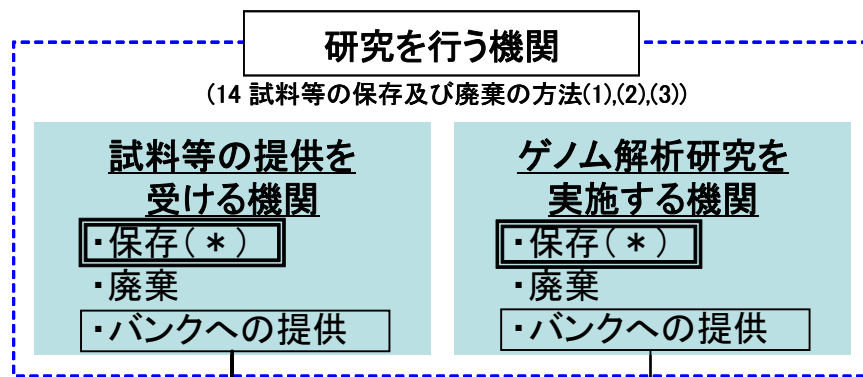 研究を行う機関
(14 試料等の保存及び廃棄の方法(1),(2),(3))
試料等の提供を
受ける機関
・保存(＊)
・廃棄
・バンクへの提供
ゲノム解析研究を
実施する機関
・保存(＊)
・廃棄
・バンクへの提供